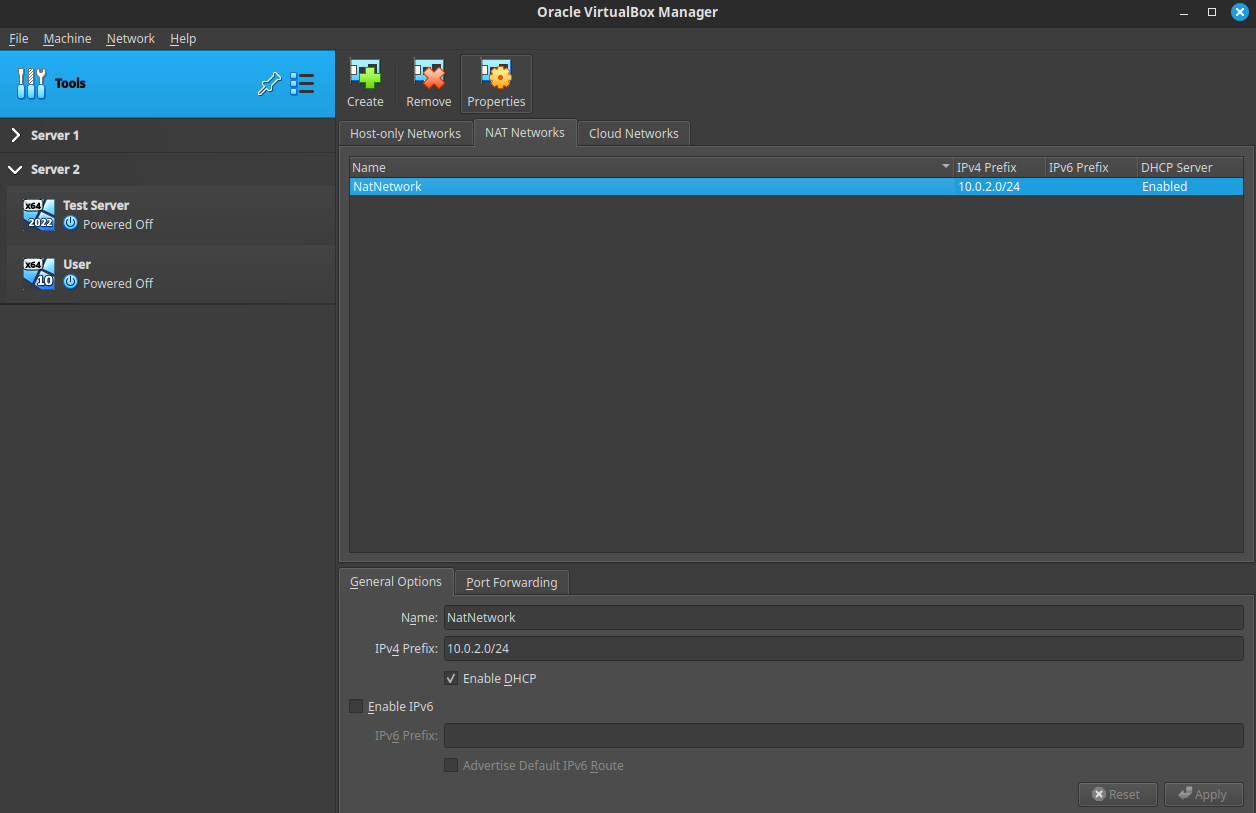 Oracle VirtualBox Manager
File Machine Network Help
Tools
Server 1
Server 2
x64
2022
Test Server
Powered Off
x64
10
User
Powered Off
Create Remove Properties
Host-only Networks NAT Networks Cloud Networks
Name IPv4 Prefix IPv6 Prefix DHCP Server
NatNetwork 10.0.2.0/24 Enabled
General Options Port Forwarding
Name: NatNetwork
IPv4 Prefix: 10.0.2.0/24
Enable DHCP
Enable IPv6
IPv6 Prefix:
Advertise Default IPv6 Route
Reset Apply